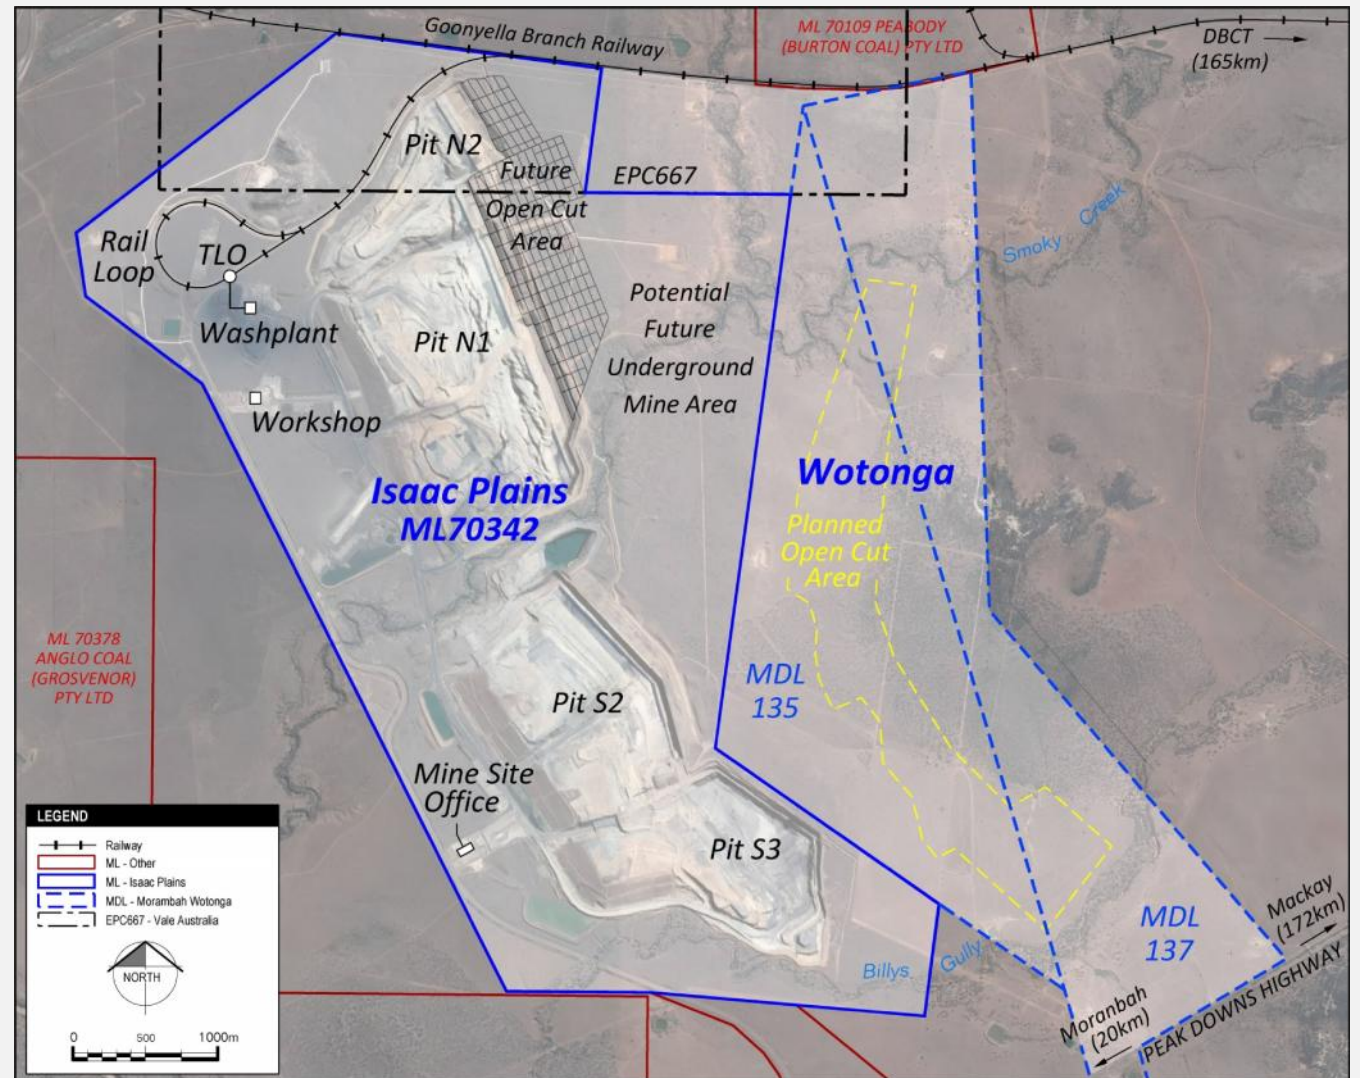 Goonyella Branch Railway
ML 70109 PEABODY
(BURTON COAL) PTY LTD
DBCT
(165km)
Pit N2
Future
Open Cut
Area
EPC667
Smoky Creek
Rail
Loop
TLO
Washplant
Pit N1
Potential
Future
Underground
Mine Area
Workshop
Isaac Plains
ML70342
Wotonga
Planned
Open Cut
Area
ML 70378
ANGLO COAL
(GROSVENOR)
PTY LTD
MDL
135
Pit S2
Mine Site
Office
Pit S3
MDL
137
Mackay
(172km)
Billys Gully
Moranbah
(20km)
PEAK DOWNS HIGHWAY
LEGEND
Railway
ML - Other
ML - Isaac Plains
MDL - Morambah Wotonga
EPC667 - Vale Australia
NORTH
0 500 1000m